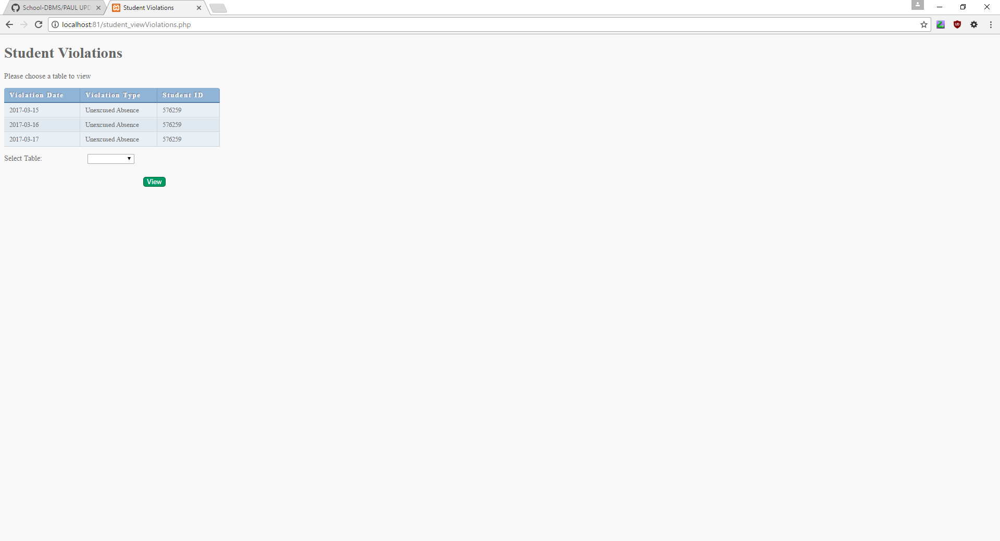 School-DBMS/PAUL UPD
Student Violations
localhost:81/student_viewViolations.php
Student Violations
Please choose a table to view
Violation Date Violation Type Student ID
2017-03-15 Unexcused Absence 576259
2017-03-16 Unexcused Absence 576259
2017-03-17 Unexcused Absence 576259
Select Table:
View